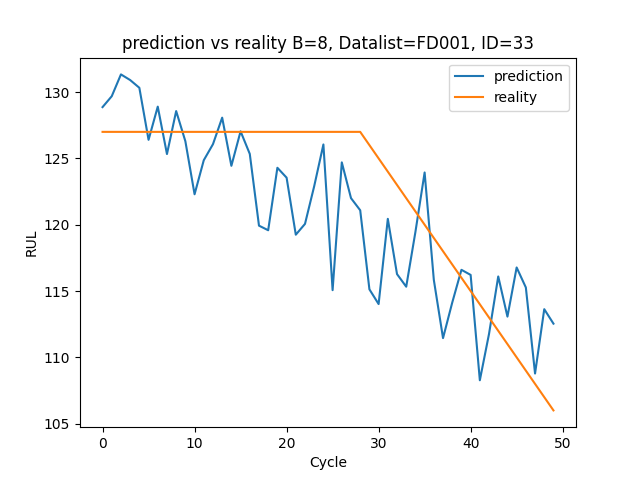 prediction vs reality B=8, Datalist=FD001, ID=33
prediction
reality
RUL
130
125
120
115
110
105
0 10 20 30 40 50
Cycle